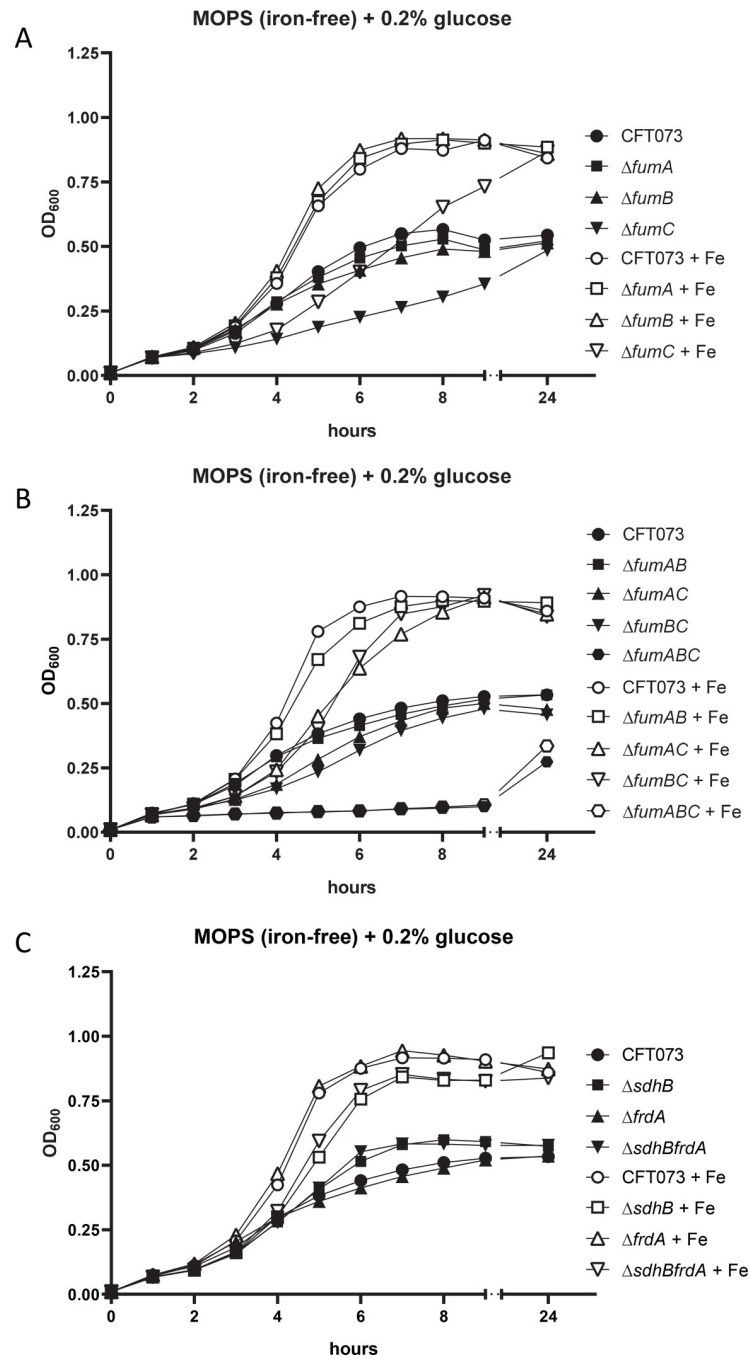 MOPS (iron-free) + 0.2% glucose
A
1.25
1.00
0.75
0.50
0.25
0.00
OD600
0 2 4 6 8 24
hours
CFT073
ΔfumA
ΔfumB
ΔfumC
CFT073 + Fe
ΔfumA + Fe
ΔfumB + Fe
ΔfumC + Fe
MOPS (iron-free) + 0.2% glucose
B
1.25
1.00
0.75
0.50
0.25
0.00
OD600
0 2 4 6 8 24
hours
CFT073
ΔfumAB
ΔfumAC
ΔfumBC
ΔfumABC
CFT073 + Fe
ΔfumAB + Fe
ΔfumAC + Fe
ΔfumBC + Fe
ΔfumABC + Fe
MOPS (iron-free) + 0.2% glucose
C
1.25
1.00
0.75
0.50
0.25
0.00
OD600
0 2 4 6 8 24
hours
CFT073
ΔsdhB
ΔfrdA
ΔsdhBfrdA
CFT073 + Fe
ΔsdhB + Fe
ΔfrdA + Fe
ΔsdhBfrdA + Fe